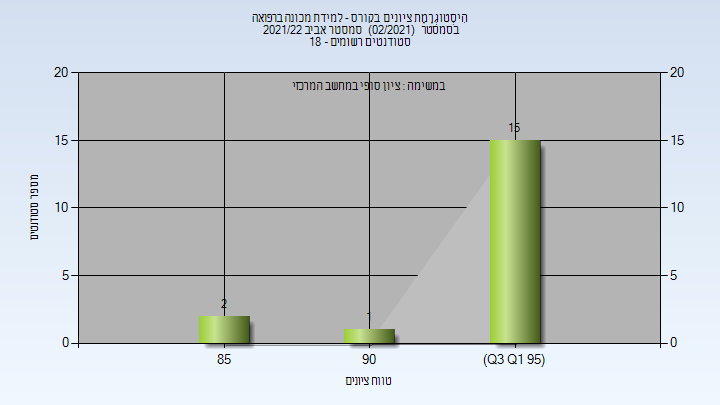 היסטוגרמת ציונים בקורס - למידת מכונה ברפואה
בסמסטר (02/2021) סמסטר אביב 2021/22
סטודנטים רשומים - 18
במשימה : ציון סופי במחשב המרכזי
מספר סטודנטים
20
15
10
5
0
20
15
10
5
0
2
1
15
85
90
(Q3 Q1 95)
טווח ציונים